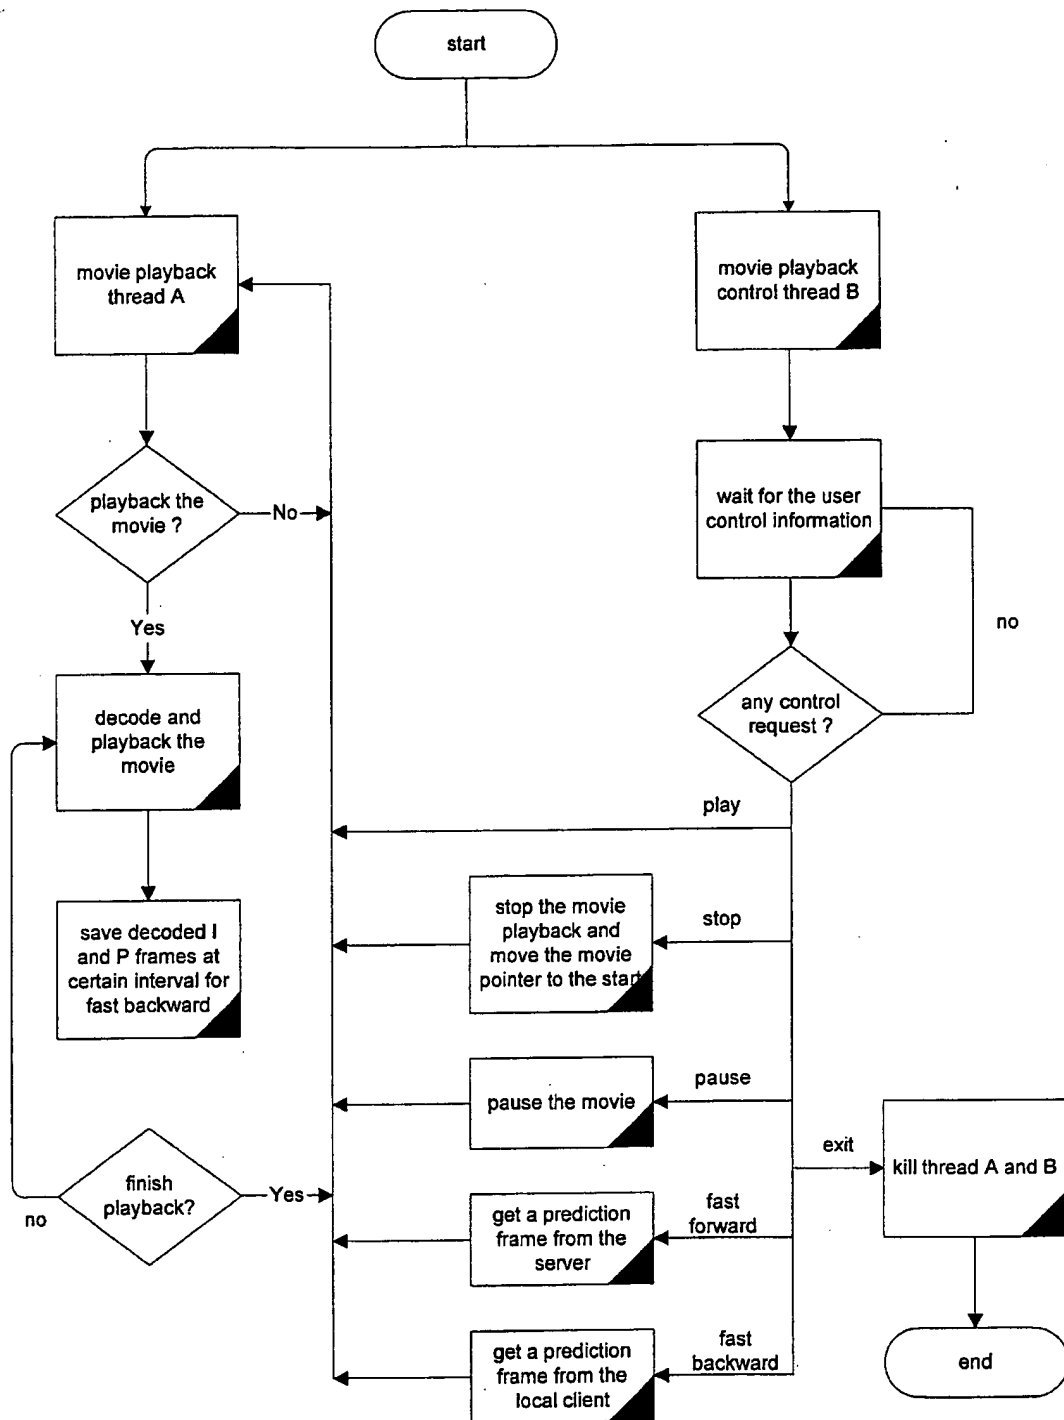 start
movie playback
thread A
movie playback
control thread B
playback the
movie ?
No
Yes
wait for the user
control information
no
any control
request ?
decode and
playback the
movie
play
save decoded I
and P frames at
certain interval for
fast backward
stop the movie
playback and
move the movie
pointer to the start
stop
pause the movie
pause
exit
kill thread A and B
finish
playback?
Yes
no
get a prediction
frame from the
server
fast
forward
get a prediction
frame from the
local client
fast
backward
end